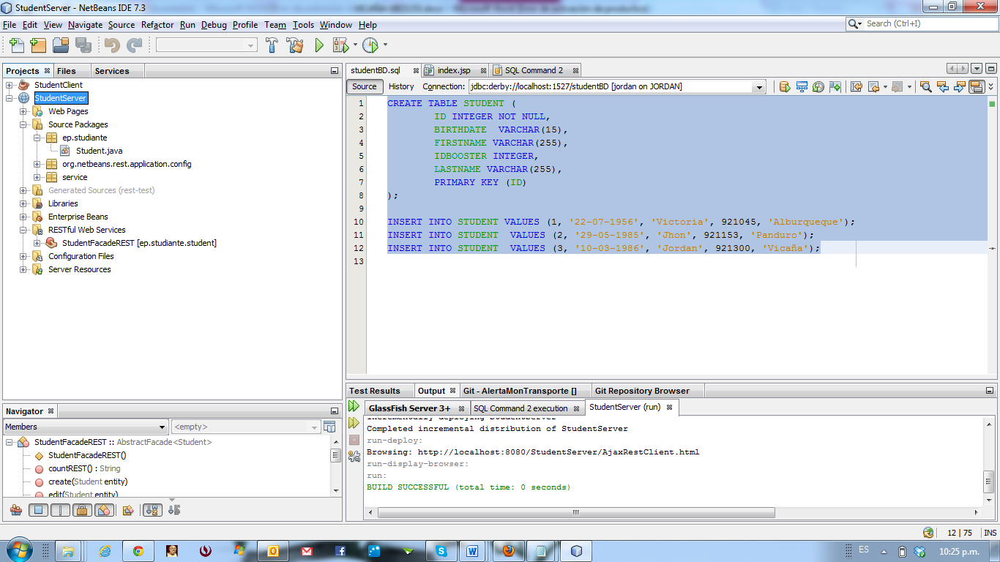 StudentServer - NetBeans IDE 7.3
File Edit View Navigate Source Refactor Run Debug Profile Team Tools Window Help
Search (Ctrl+I)
Projects Files Services
StudentClient
StudentServer
Web Pages
Source Packages
ep.studiante
Student.java
org.netbeans.rest.application.config
service
Generated Sources (rest-test)
Libraries
Enterprise Beans
RESTful Web Services
StudentFacadeREST [ep.studiante.student]
Configuration Files
Server Resources
Navigator
Members <empty>
StudentFacadeREST :: AbstractFacade<Student>
StudentFacadeREST()
countREST() : String
create(Student entity)
edit(Student entity)
studentBD.sql index.jsp SQL Command 2
Source History Connection: jdbc:derby://localhost:1527/studentBD [jordan on JORDAN]
1 CREATE TABLE STUDENT (
2 ID INTEGER NOT NULL,
3 BIRTHDATE VARCHAR(15),
4 FIRSTNAME VARCHAR(255),
5 IDBOOSTER INTEGER,
6 LASTNAME VARCHAR(255),
7 PRIMARY KEY (ID)
8 );
9
10 INSERT INTO STUDENT VALUES (1, '22-07-1956', 'Victoria', 921045, 'Alburqueque');
11 INSERT INTO STUDENT VALUES (2, '29-05-1985', 'Jhon', 921153, 'Panduro');
12 INSERT INTO STUDENT VALUES (3, '10-03-1986', 'Jordan', 921300, 'Vicaña');
13
Test Results Output Git - AlertaMonTransporte [] Git Repository Browser
GlassFish Server 3+ SQL Command 2 execution StudentServer (run)
Incrementally deploying StudentServer
Completed incremental distribution of StudentServer
run-deploy:
Browsing: http://localhost:8080/StudentServer/AjaxRestClient.html
run-display-browser:
run:
BUILD SUCCESSFUL (total time: 0 seconds)
12 | 75 INS
ES 10:25 p.m.